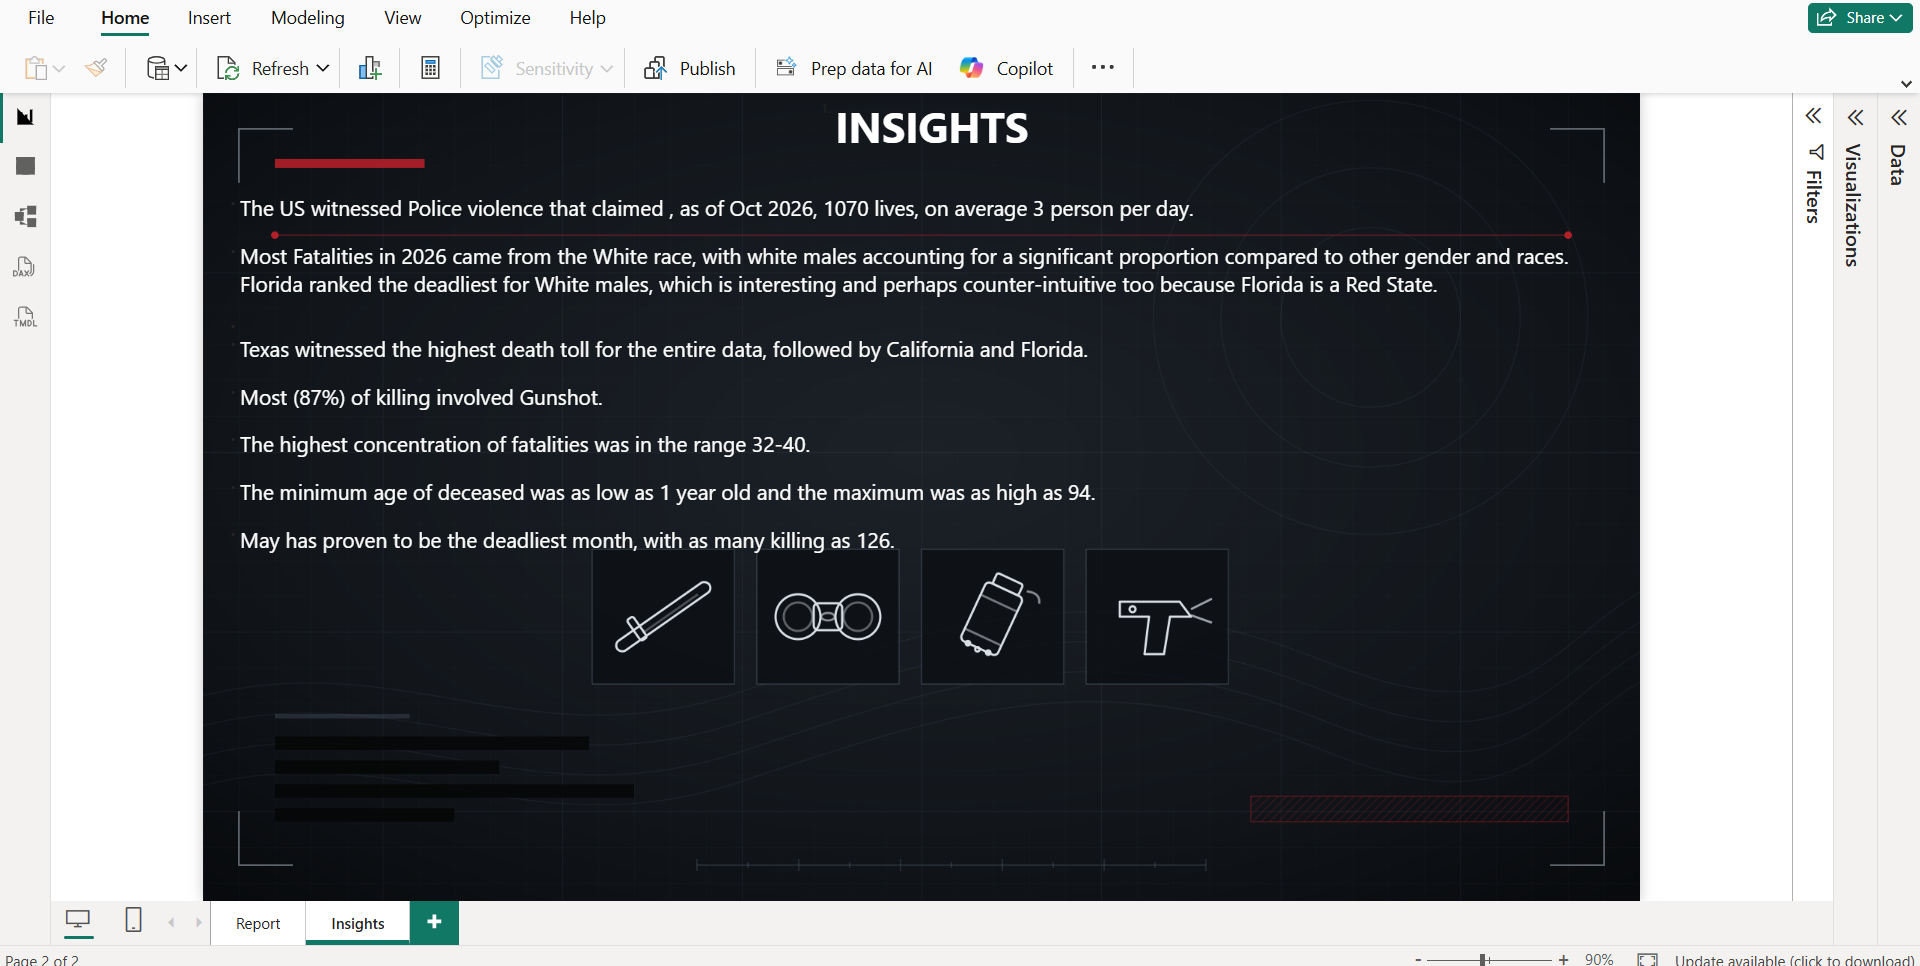 File Home Insert Modeling View Optimize Help Share
Refresh Sensitivity Publish Prep data for AI Copilot
INSIGHTS
The US witnessed Police violence that claimed , as of Oct 2026, 1070 lives, on average 3 person per day.
Most Fatalities in 2026 came from the White race, with white males accounting for a significant proportion compared to other gender and races.
Florida ranked the deadliest for White males, which is interesting and perhaps counter-intuitive too because Florida is a Red State.
Texas witnessed the highest death toll for the entire data, followed by California and Florida.
Most (87%) of killing involved Gunshot.
The highest concentration of fatalities was in the range 32-40.
The minimum age of deceased was as low as 1 year old and the maximum was as high as 94.
May has proven to be the deadliest month, with as many killing as 126.
DAX
TMDL
Filters
Visualizations
Data
Report Insights
Page 2 of 2
- + 90% Update available (click to download)